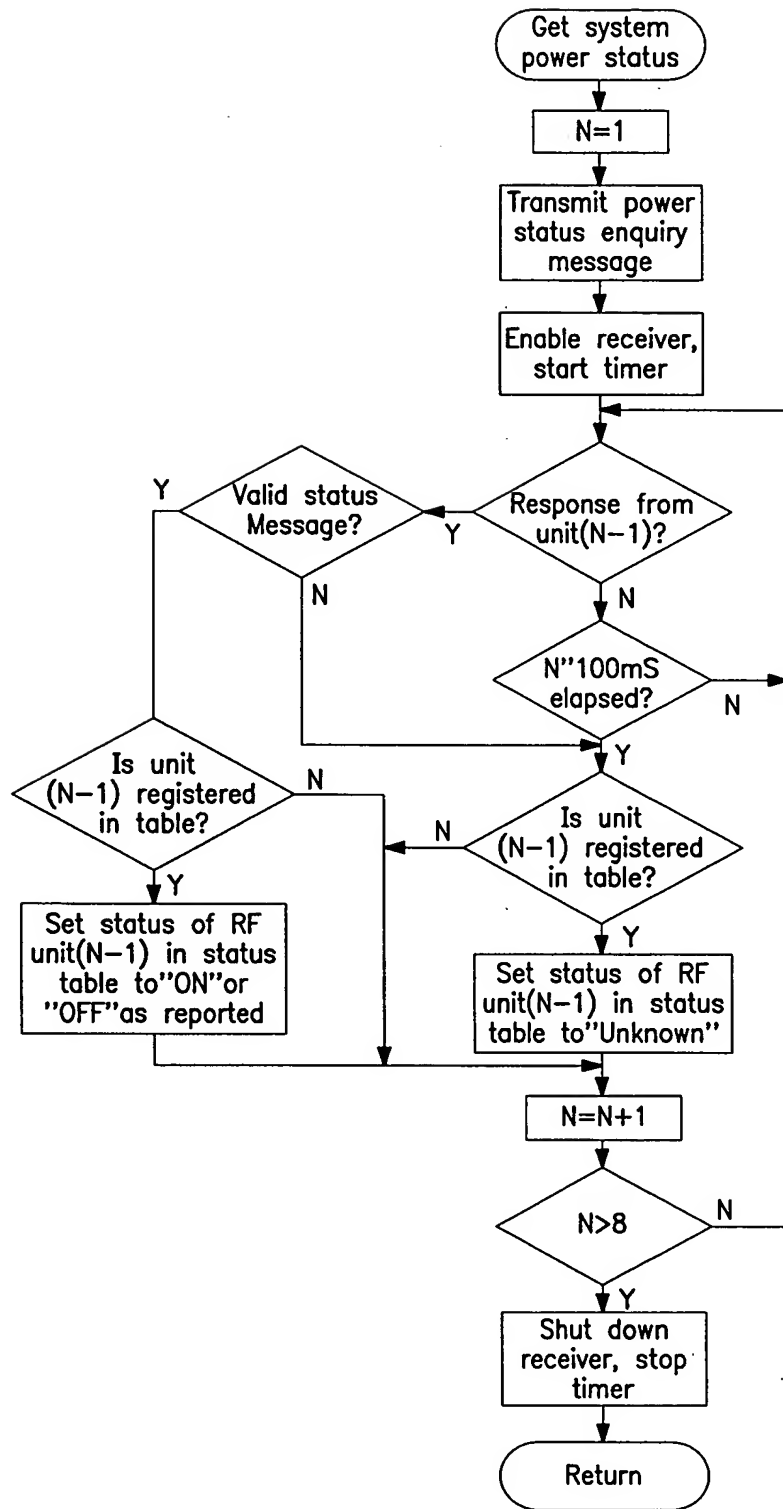 Get system
power status
N=1
Transmit power
status enquiry
message
Enable receiver,
start timer
Response from
unit(N-1)?
Y
Valid status
Message?
Y
N
N
N"100mS
elapsed?
N
Y
Is unit
(N-1) registered
in table?
N
Y
Set status of RF
unit(N-1) in status
table to"ON"or
"OFF"as reported
Is unit
(N-1) registered
in table?
N
Y
Set status of RF
unit(N-1) in status
table to"Unknown"
N=N+1
N>8
N
Y
Shut down
receiver, stop
timer
Return